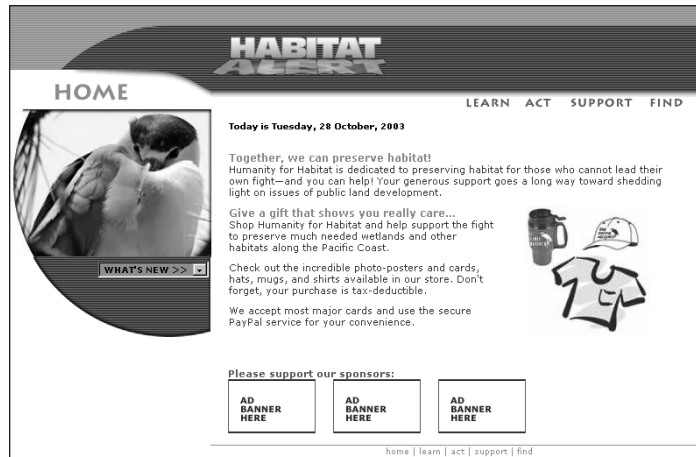 HABITAT
ALERT
HOME
LEARN ACT SUPPORT FIND
Today is Tuesday, 28 October, 2003
Together, we can preserve habitat!
Humanity for Habitat is dedicated to preserving habitat for those who cannot lead their
own fight—and you can help! Your generous support goes a long way toward shedding
light on issues of public land development.
Give a gift that shows you really care...
Shop Humanity for Habitat and help support the fight
to preserve much needed wetlands and other
habitats along the Pacific Coast.
WHAT'S NEW >>
Check out the incredible photo-posters and cards,
hats, mugs, and shirts available in our store. Don't
forget, your purchase is tax-deductible.
We accept most major cards and use the secure
PayPal service for your convenience.
Please support our sponsors:
AD
BANNER
HERE
AD
BANNER
HERE
AD
BANNER
HERE
home | learn | act | support | find